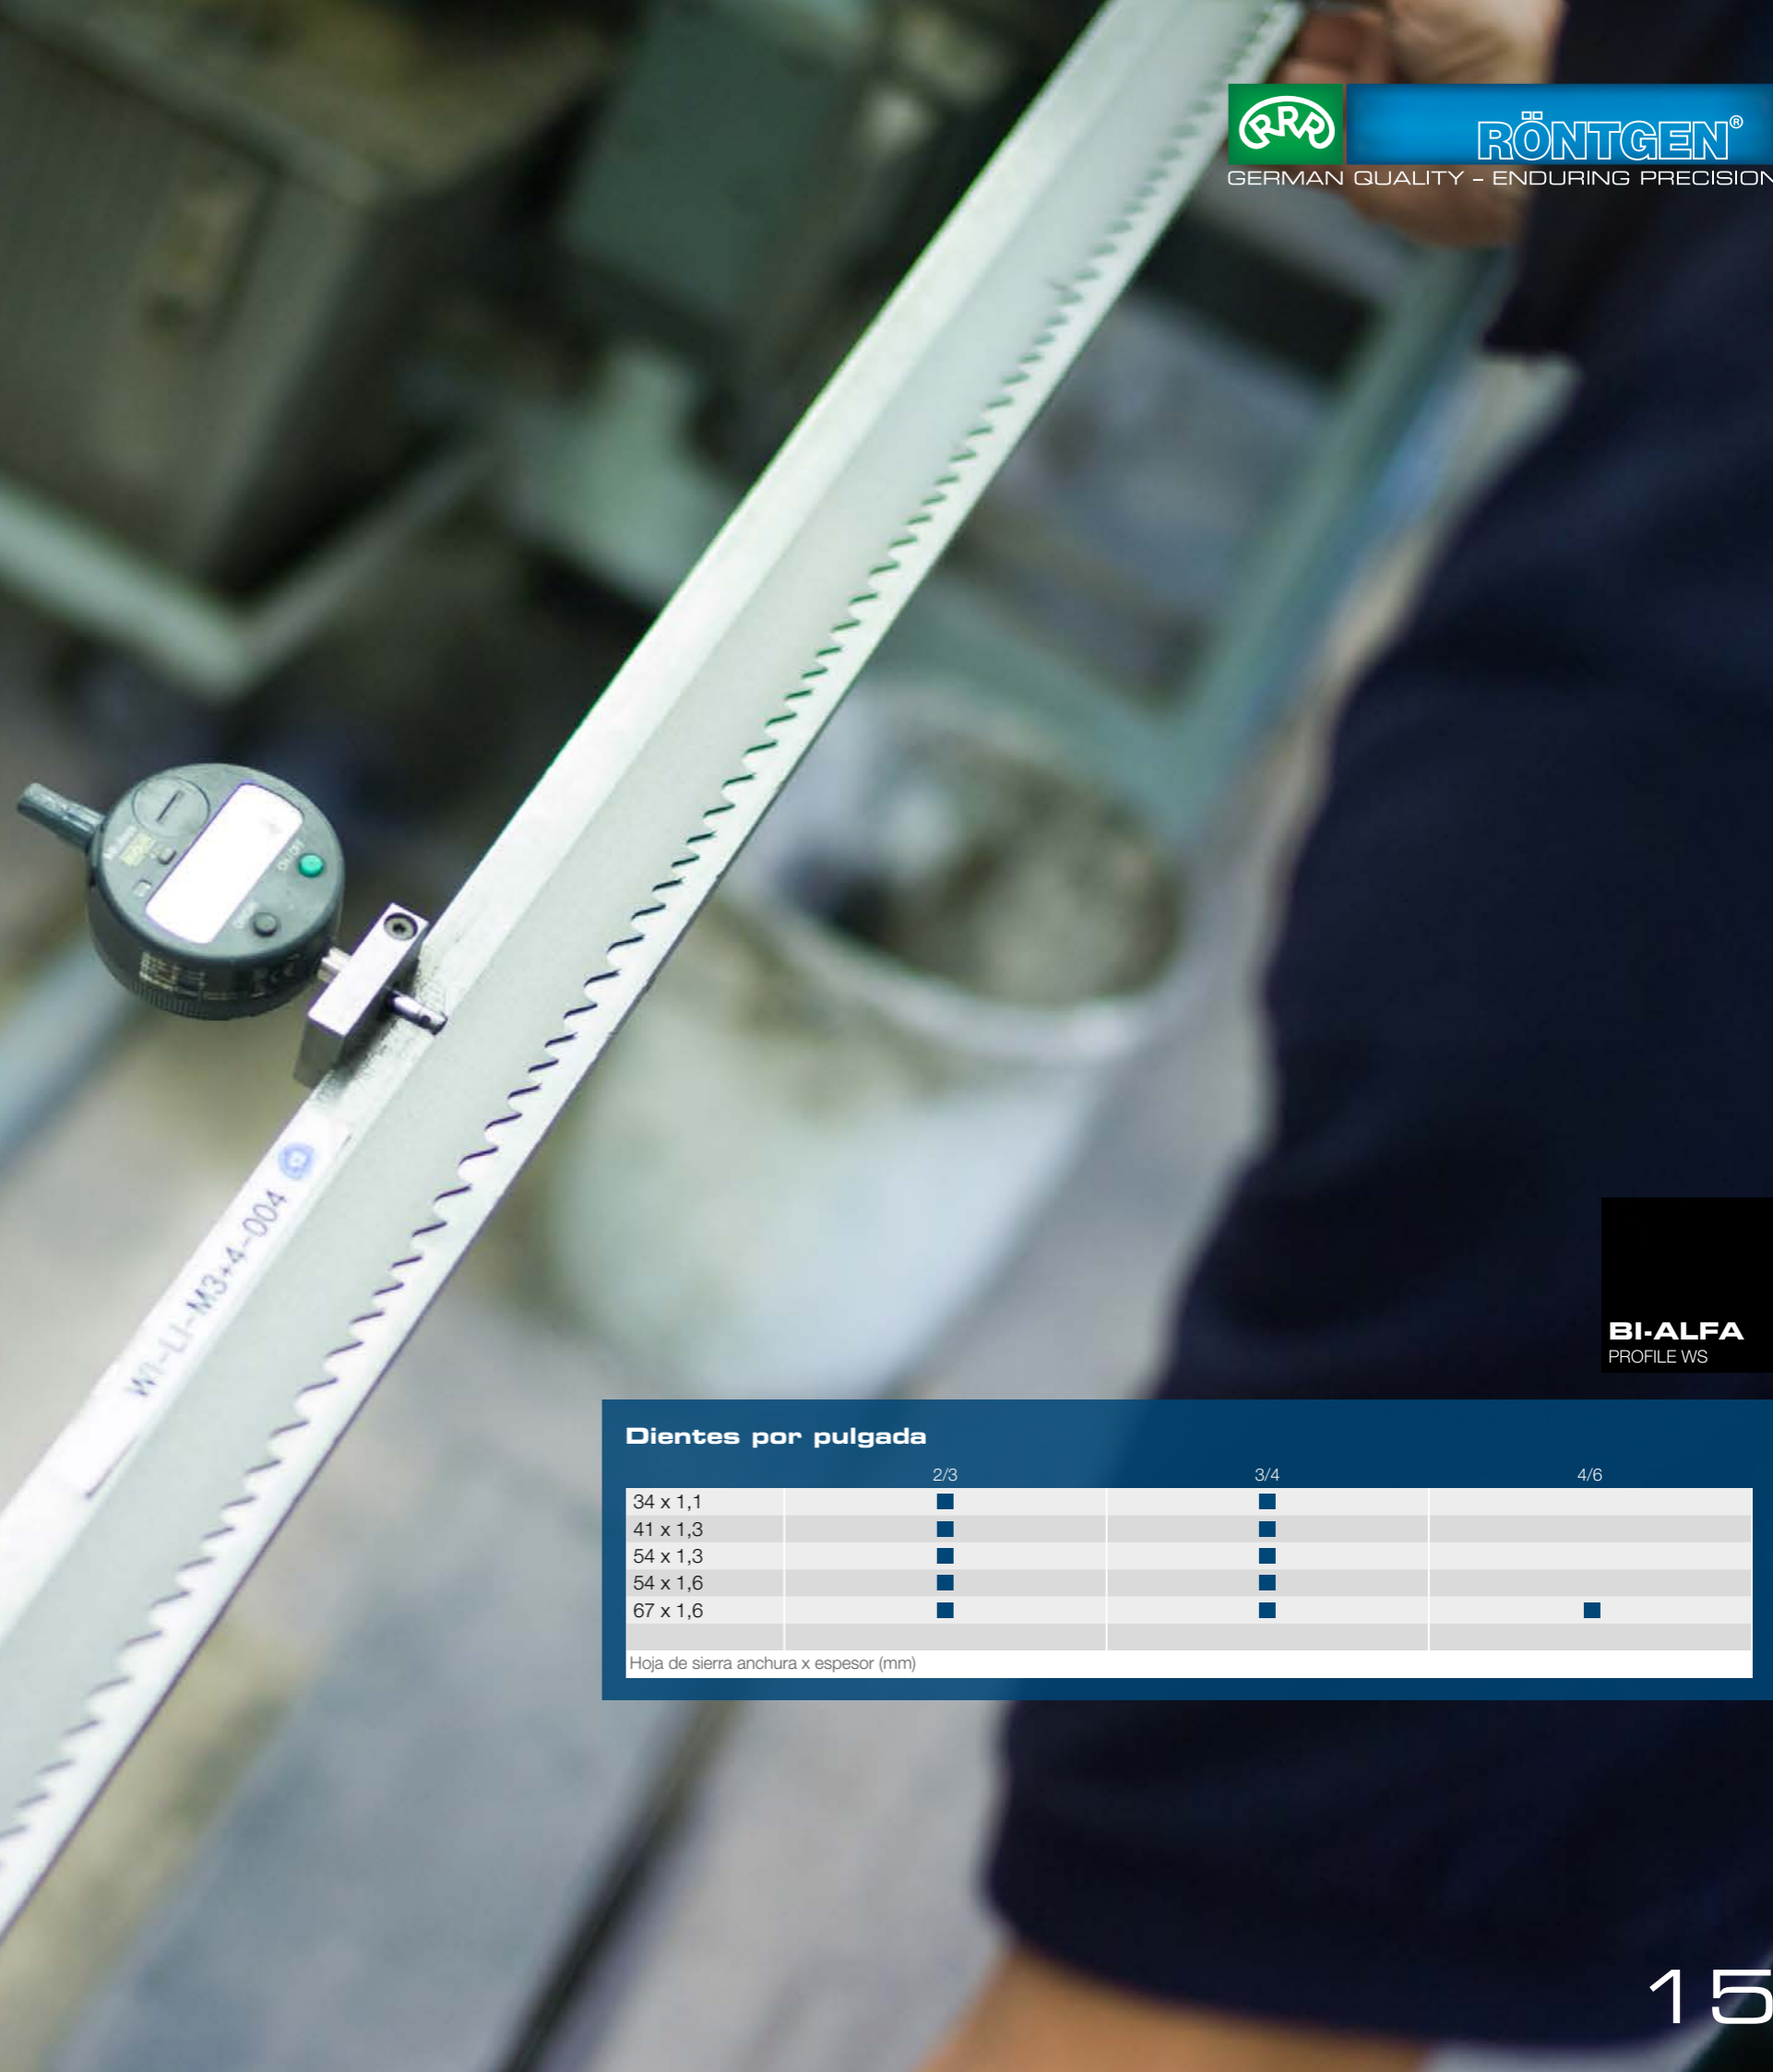 RRR
RÖNTGEN®
GERMAN QUALITY – ENDURING PRECISION
WI-LI-M3+4-004
BI-ALFA
PROFILE WS
Dientes por pulgada
2/3 3/4 4/6
34 x 1,1 ■ ■
41 x 1,3 ■ ■
54 x 1,3 ■ ■
54 x 1,6 ■ ■
67 x 1,6 ■ ■ ■
Hoja de sierra anchura x espesor (mm)
15